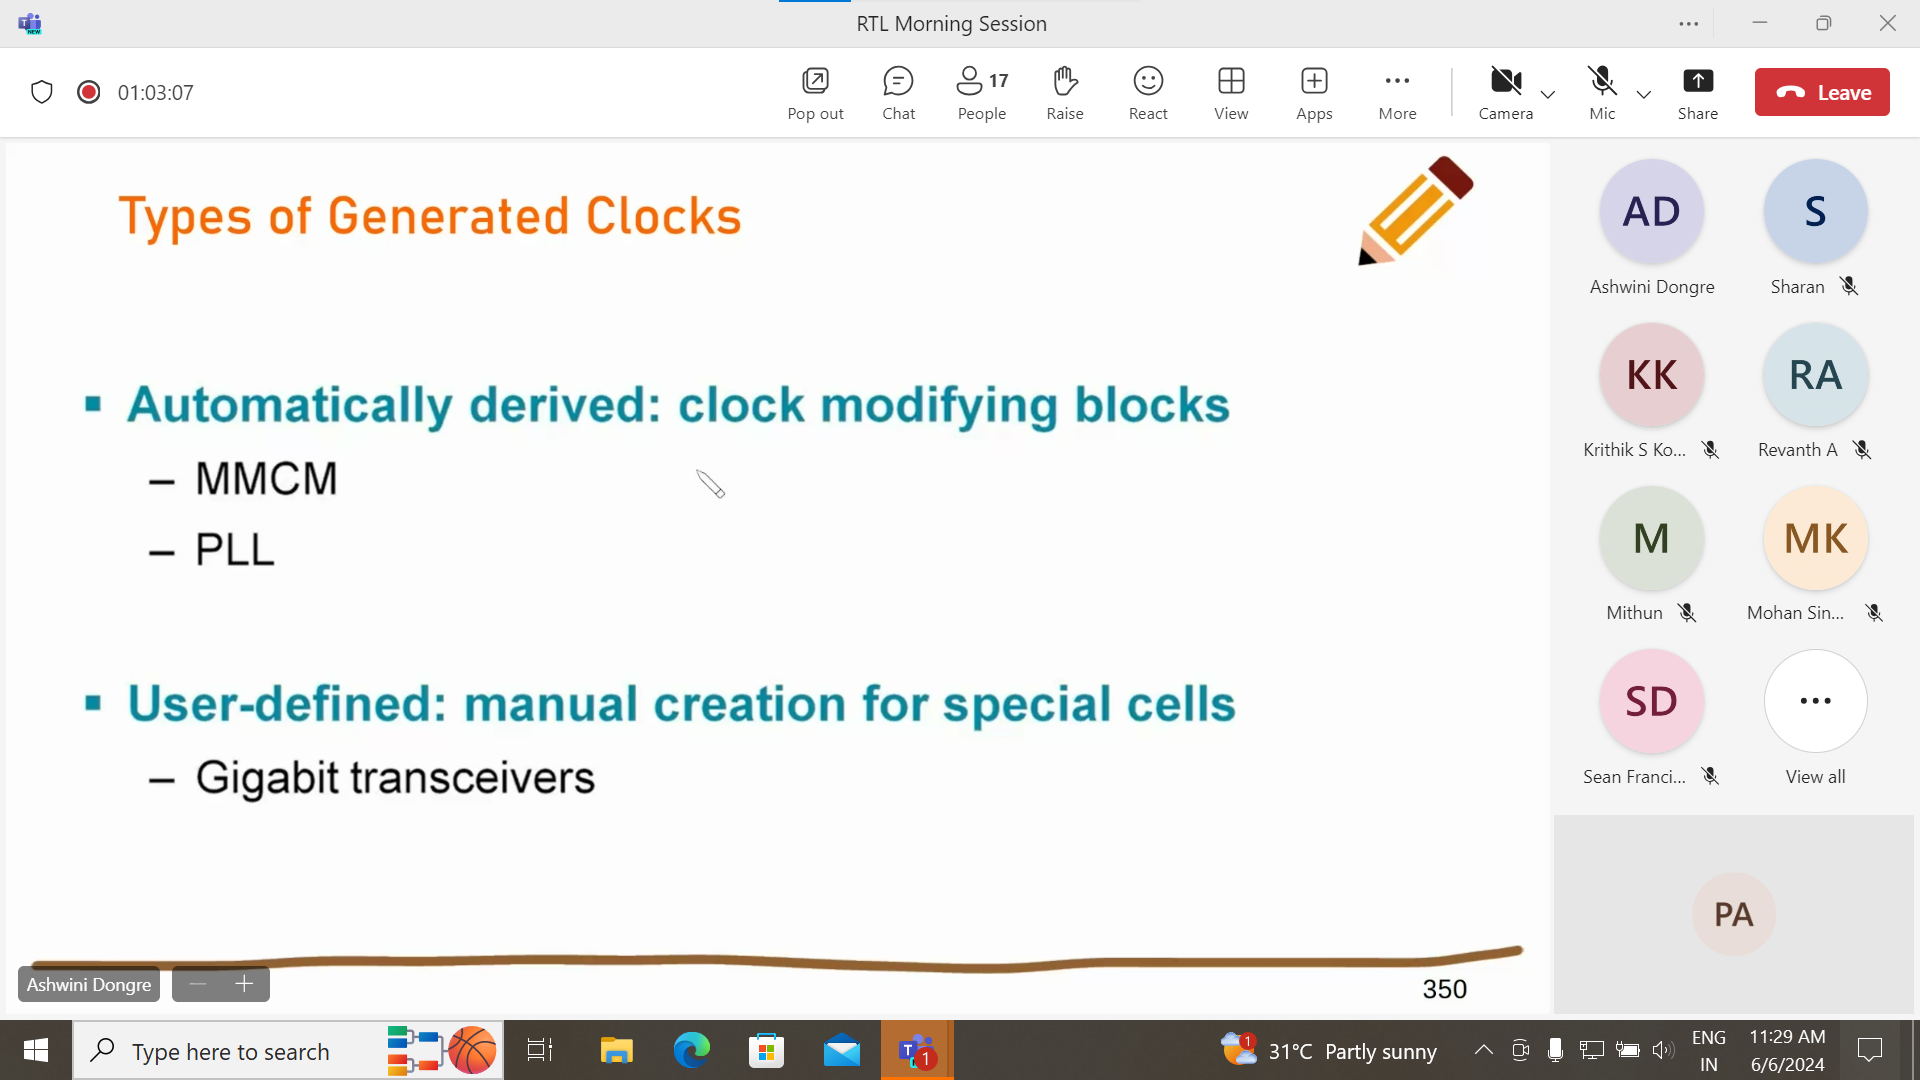 RTL Morning Session
01:03:07
Pop out
Chat
17
People
Raise
React
View
Apps
More
Camera
Mic
Share
Leave
Types of Generated Clocks
▪ Automatically derived: clock modifying blocks
– MMCM
– PLL
▪ User-defined: manual creation for special cells
– Gigabit transceivers
350
Ashwini Dongre
AD
Ashwini Dongre
S
Sharan
KK
Krithik S Ko...
RA
Revanth A
M
Mithun
MK
Mohan Sin...
SD
Sean Franci...
View all
PA
Type here to search
T
1
1
31°C Partly sunny
ENG
IN
11:29 AM
6/6/2024